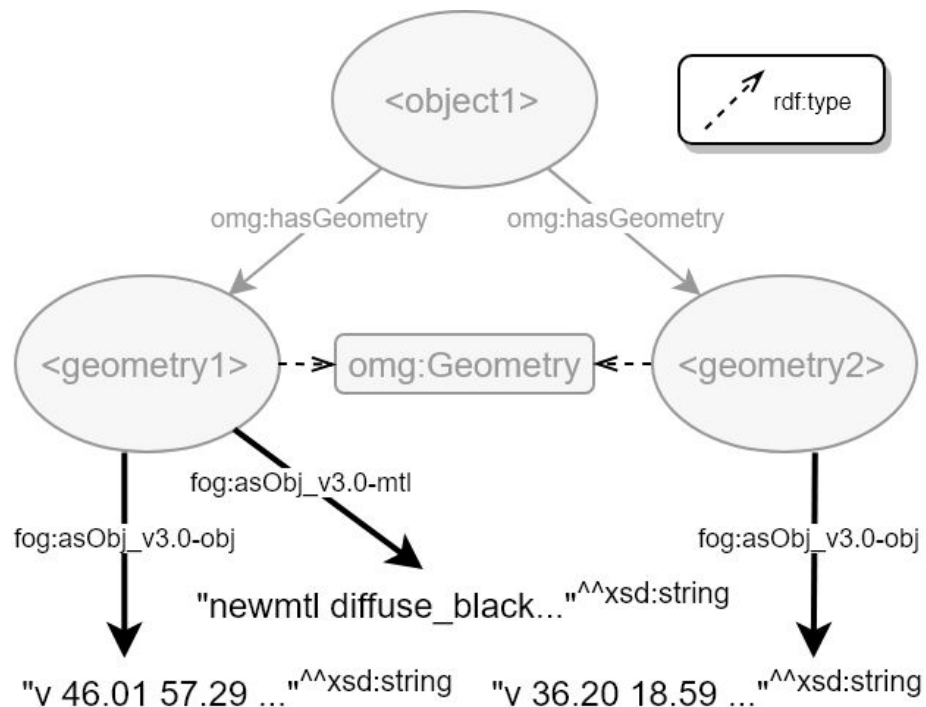 <object1>
rdf:type
omg:hasGeometry
omg:hasGeometry
<geometry1>
omg:Geometry
<geometry2>
fog:asObj_v3.0-mtl
fog:asObj_v3.0-obj
fog:asObj_v3.0-obj
"newmtl diffuse_black..."^^xsd:string
"v 46.01 57.29 ..."^^xsd:string
"v 36.20 18.59 ..."^^xsd:string